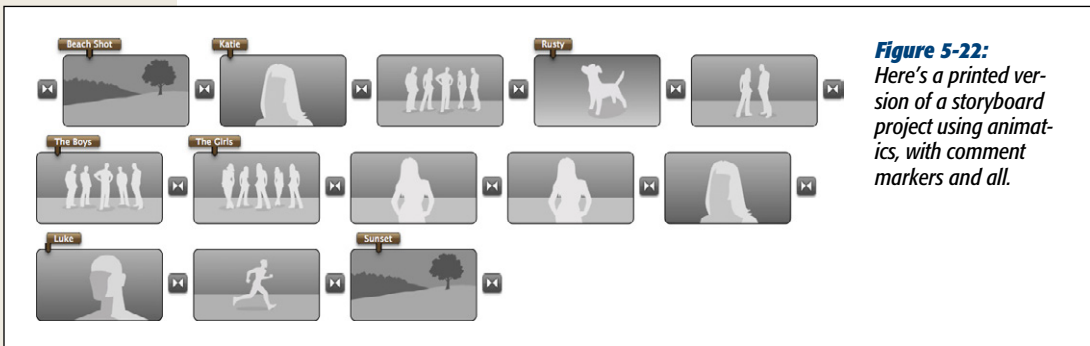 Beach Shot
Katie
Rusty
The Boys
The Girls
Luke
Sunset
Figure 5-22:
Here's a printed ver-
sion of a storyboard
project using animat-
ics, with comment
markers and all.